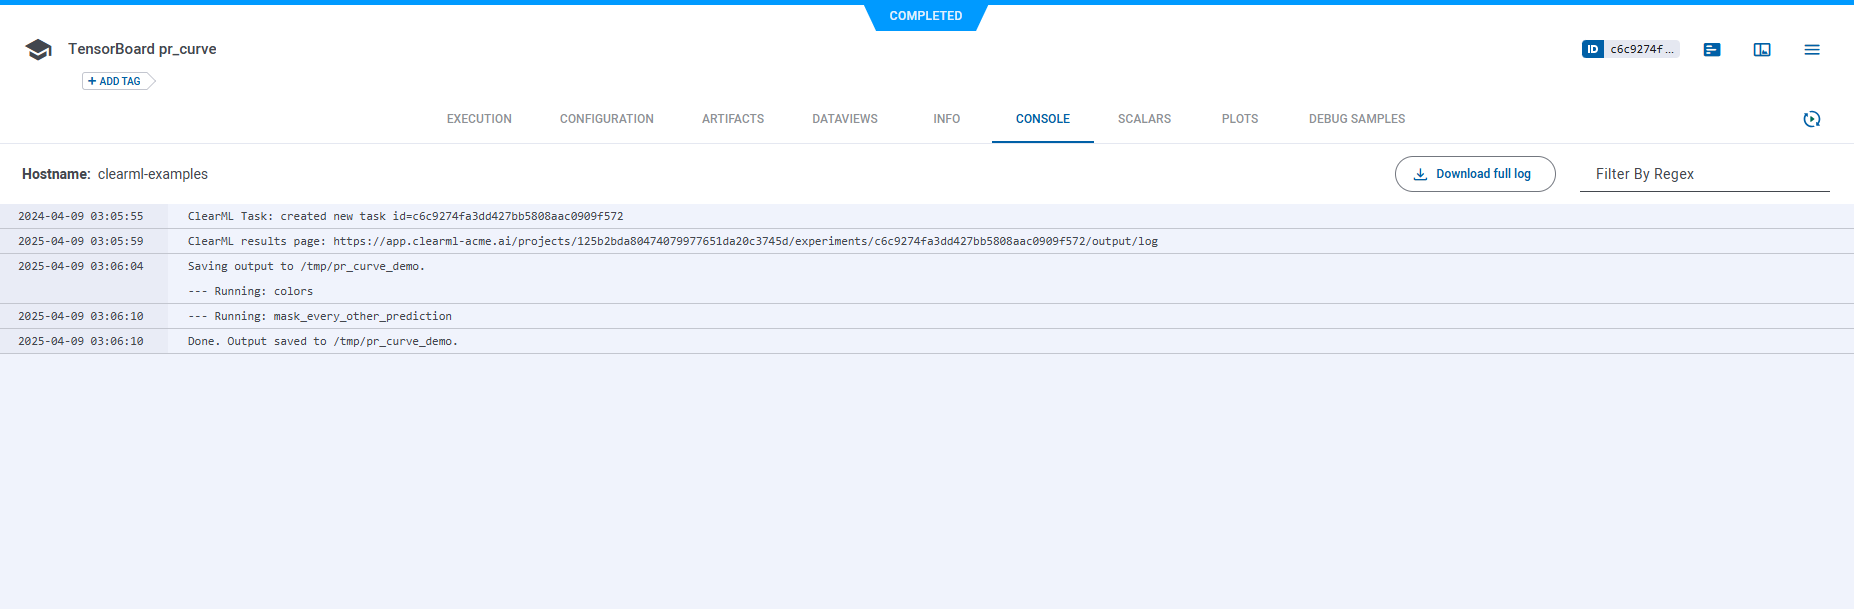 COMPLETED
TensorBoard pr_curve
ID c6c9274f...
+ ADD TAG
EXECUTION CONFIGURATION ARTIFACTS DATAVIEWS INFO CONSOLE SCALARS PLOTS DEBUG SAMPLES
Hostname: clearml-examples Download full log Filter By Regex
2024-04-09 03:05:55 ClearML Task: created new task id=c6c9274fa3dd427bb5808aac0909f572
2025-04-09 03:05:59 ClearML results page: https://app.clearml-acme.ai/projects/125b2bda80474079977651da20c3745d/experiments/c6c9274fa3dd427bb5808aac0909f572/output/log
2025-04-09 03:06:04 Saving output to /tmp/pr_curve_demo.
--- Running: colors
2025-04-09 03:06:10 --- Running: mask_every_other_prediction
2025-04-09 03:06:10 Done. Output saved to /tmp/pr_curve_demo.